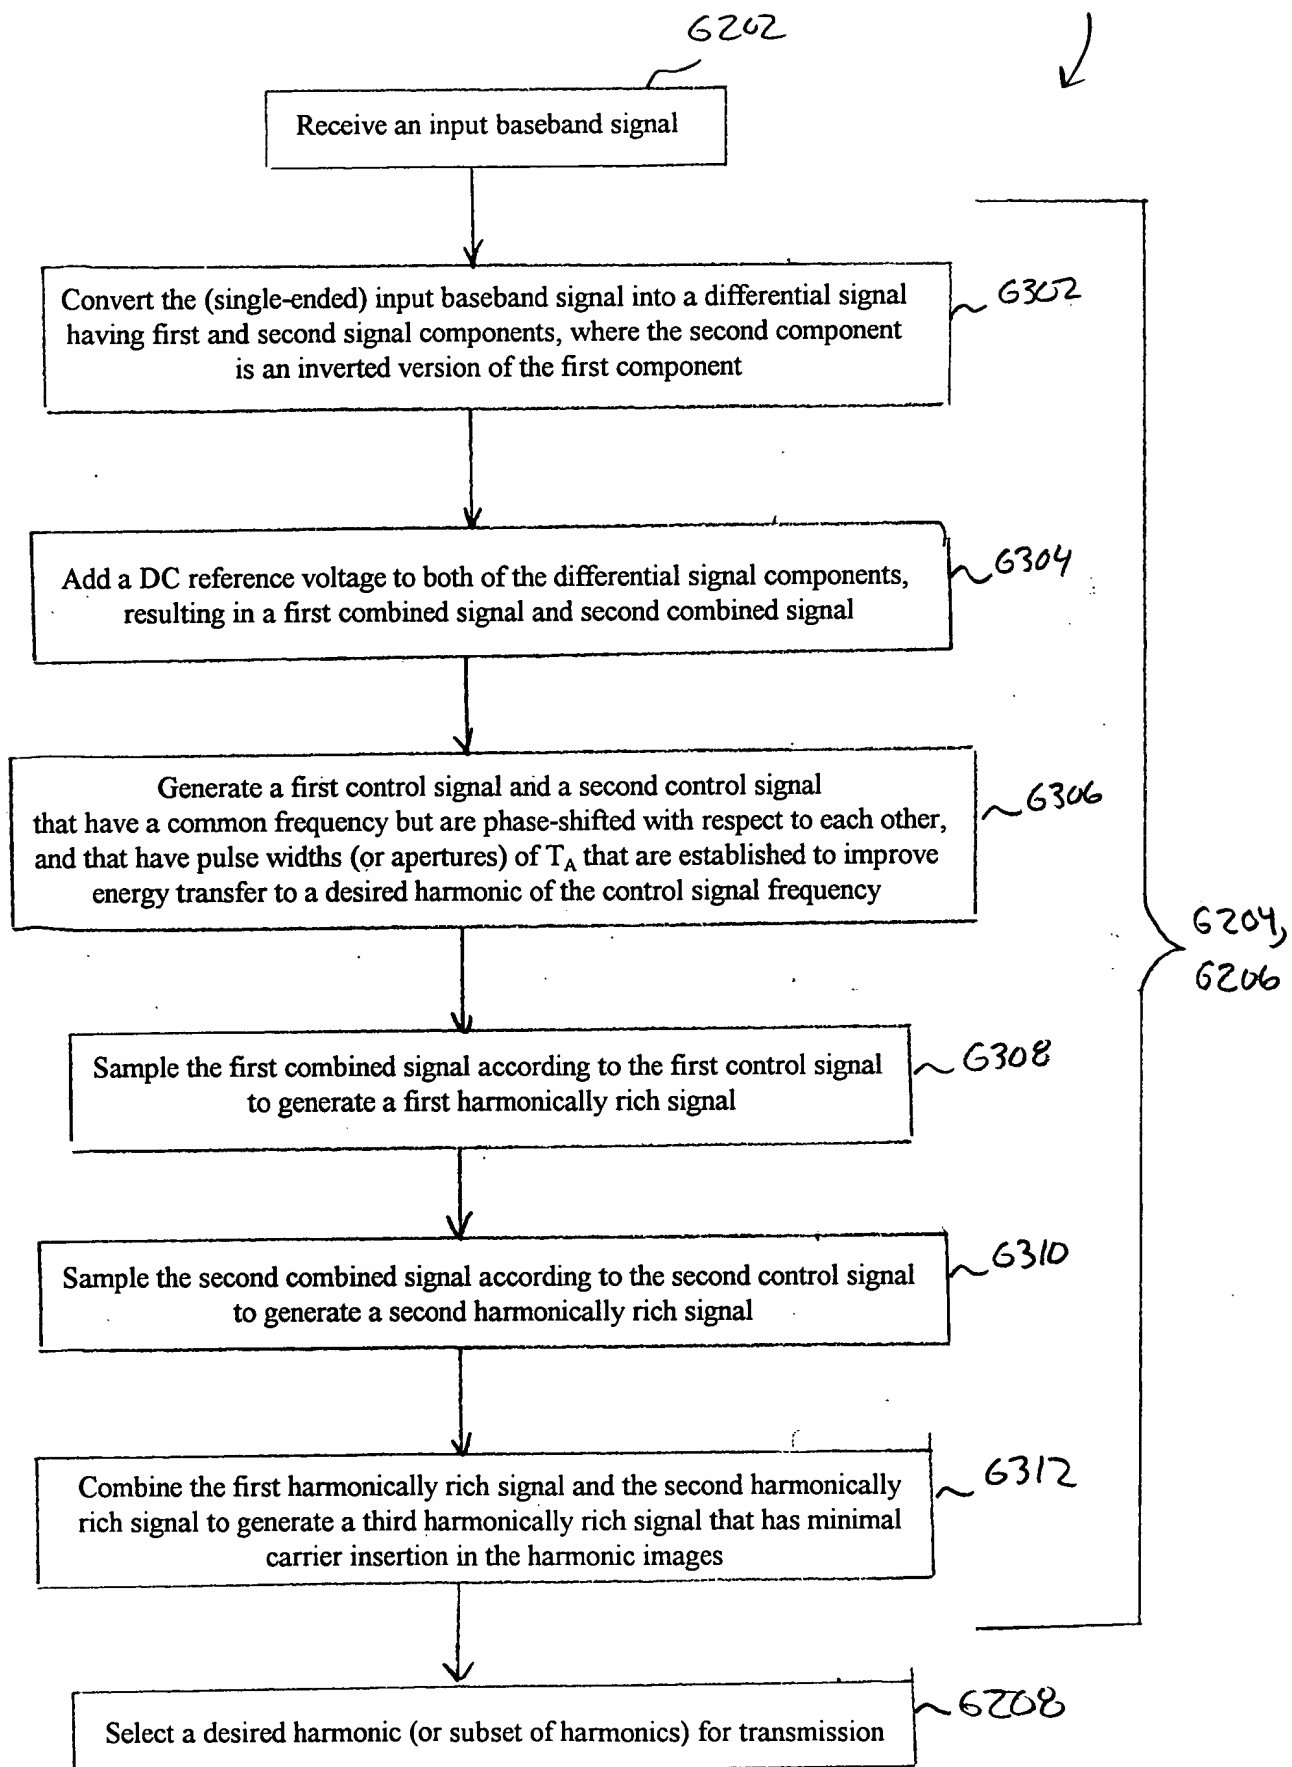 6202
Receive an input baseband signal
Convert the (single-ended) input baseband signal into a differential signal
having first and second signal components, where the second component
is an inverted version of the first component
6302
Add a DC reference voltage to both of the differential signal components,
resulting in a first combined signal and second combined signal
6304
Generate a first control signal and a second control signal
that have a common frequency but are phase-shifted with respect to each other,
and that have pulse widths (or apertures) of T_A that are established to improve
energy transfer to a desired harmonic of the control signal frequency
6306
6204,
6206
Sample the first combined signal according to the first control signal
to generate a first harmonically rich signal
6308
Sample the second combined signal according to the second control signal
to generate a second harmonically rich signal
6310
Combine the first harmonically rich signal and the second harmonically
rich signal to generate a third harmonically rich signal that has minimal
carrier insertion in the harmonic images
6312
Select a desired harmonic (or subset of harmonics) for transmission
6208